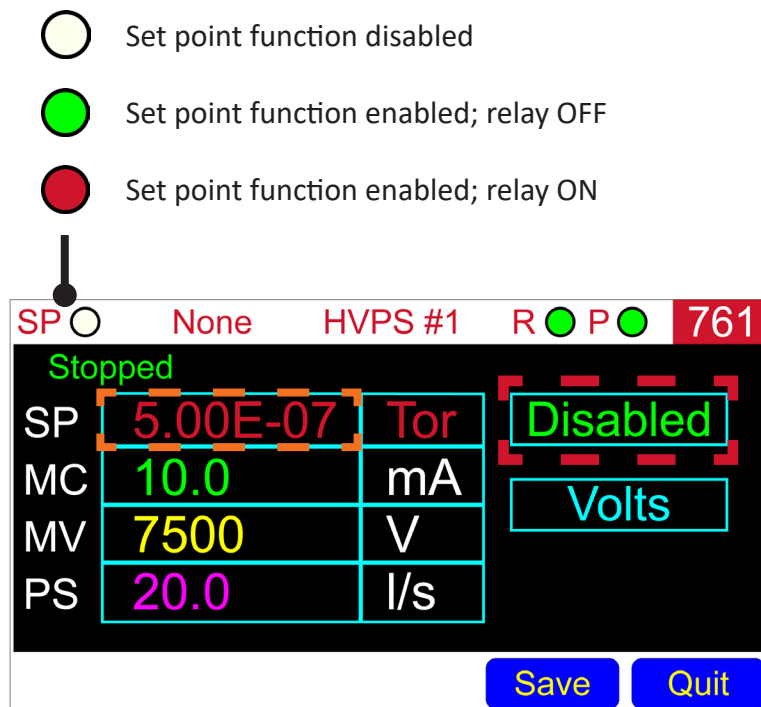 Set point function disabled
Set point function enabled; relay OFF
Set point function enabled; relay ON
SP None HVPS #1 R P 761
Stopped
SP 5.00E-07 Tor Disabled
MC 10.0 mA
Volts
MV 7500 V
PS 20.0 l/s
Save Quit